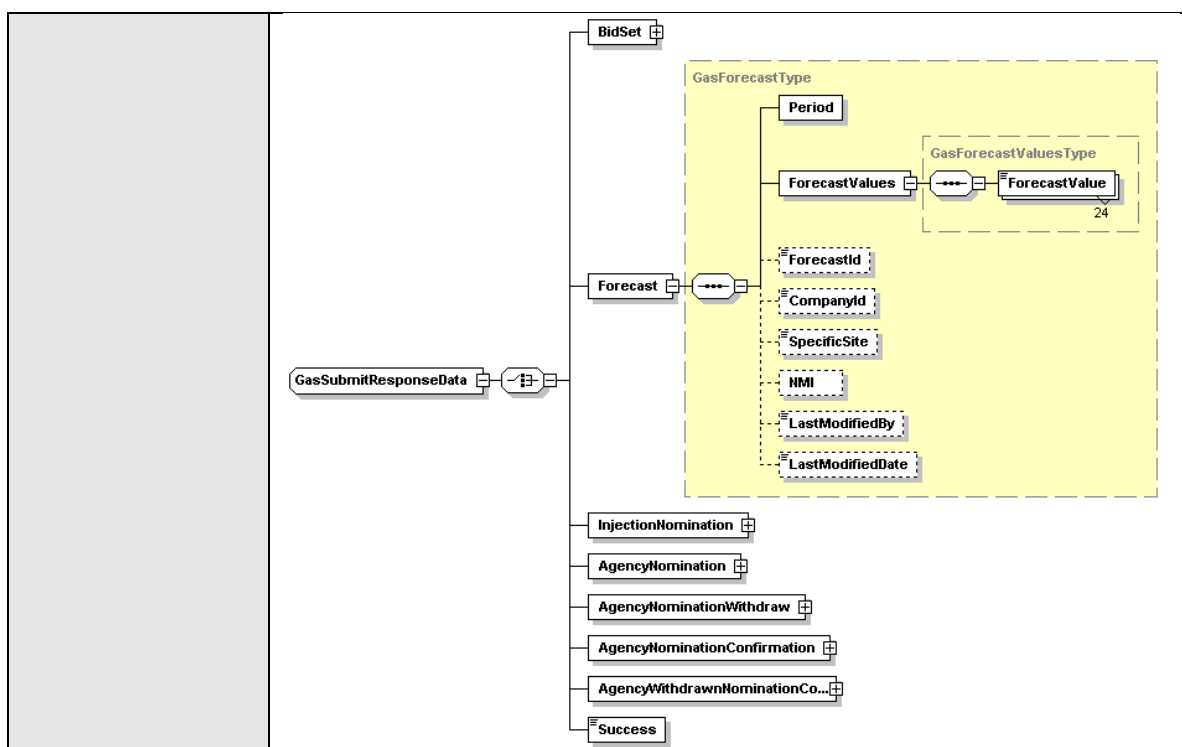 BidSet
GasForecastType
Period
GasForecastValuesType
ForecastValues
ForecastValue
24
ForecastId
Forecast
CompanyId
SpecificSite
GasSubmitResponseData
NMI
LastModifiedBy
LastModifiedDate
InjectionNomination
AgencyNomination
AgencyNominationWithdraw
AgencyNominationConfirmation
AgencyWithdrawnNominationCo...
Success